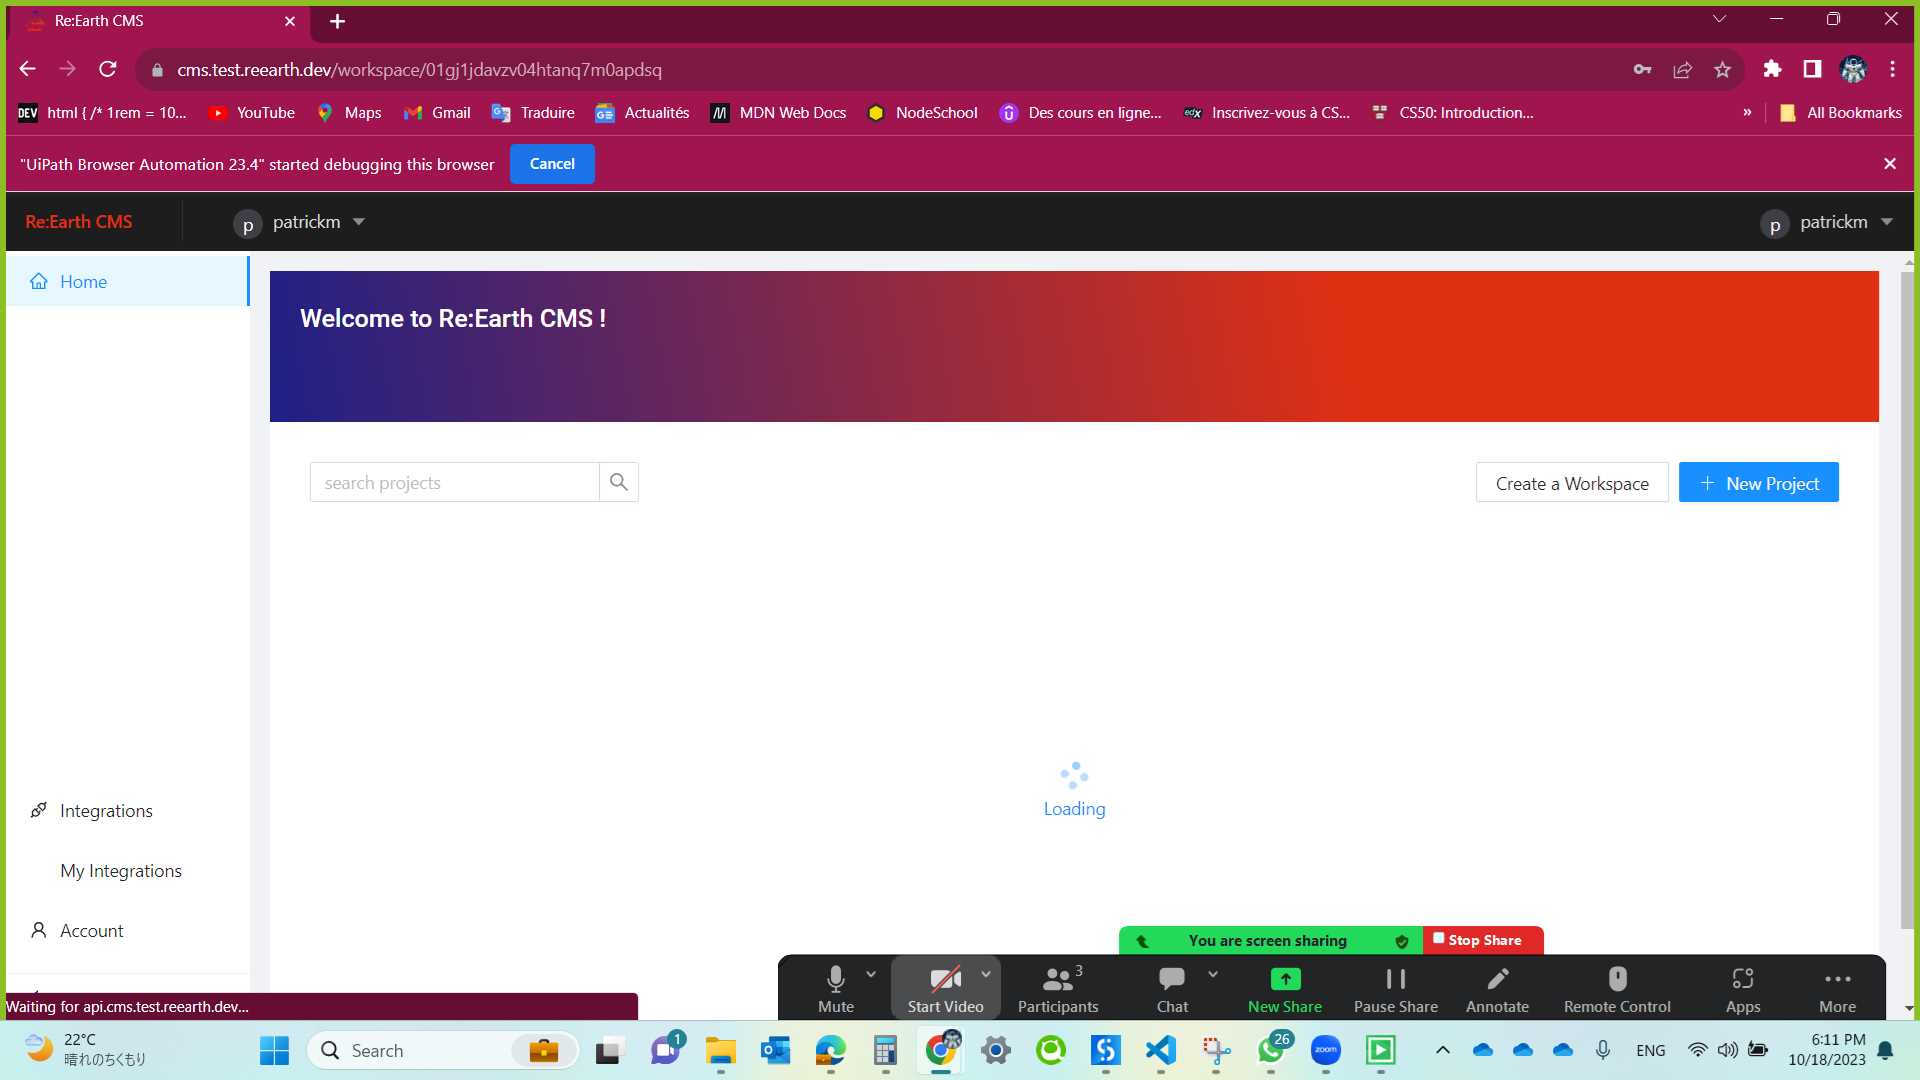 Re:Earth CMS
cms.test.reearth.dev/workspace/01gj1jdavzv04htanq7m0apdsq
DEV html { /* 1rem = 10... YouTube Maps Gmail Traduire Actualités MDN Web Docs NodeSchool Des cours en ligne... edX Inscrivez-vous à CS... CS50: Introduction... » All Bookmarks
"UiPath Browser Automation 23.4" started debugging this browser Cancel
Re:Earth CMS p patrickm p patrickm
Home
Welcome to Re:Earth CMS !
search projects Create a Workspace + New Project
Loading
Integrations
My Integrations
Account
You are screen sharing Stop Share
Mute Start Video Participants 3 Chat New Share Pause Share Annotate Remote Control Apps More
Waiting for api.cms.test.reearth.dev...
22°C
晴れのちくもり
Search 1 26 zoom ENG
6:11 PM
10/18/2023